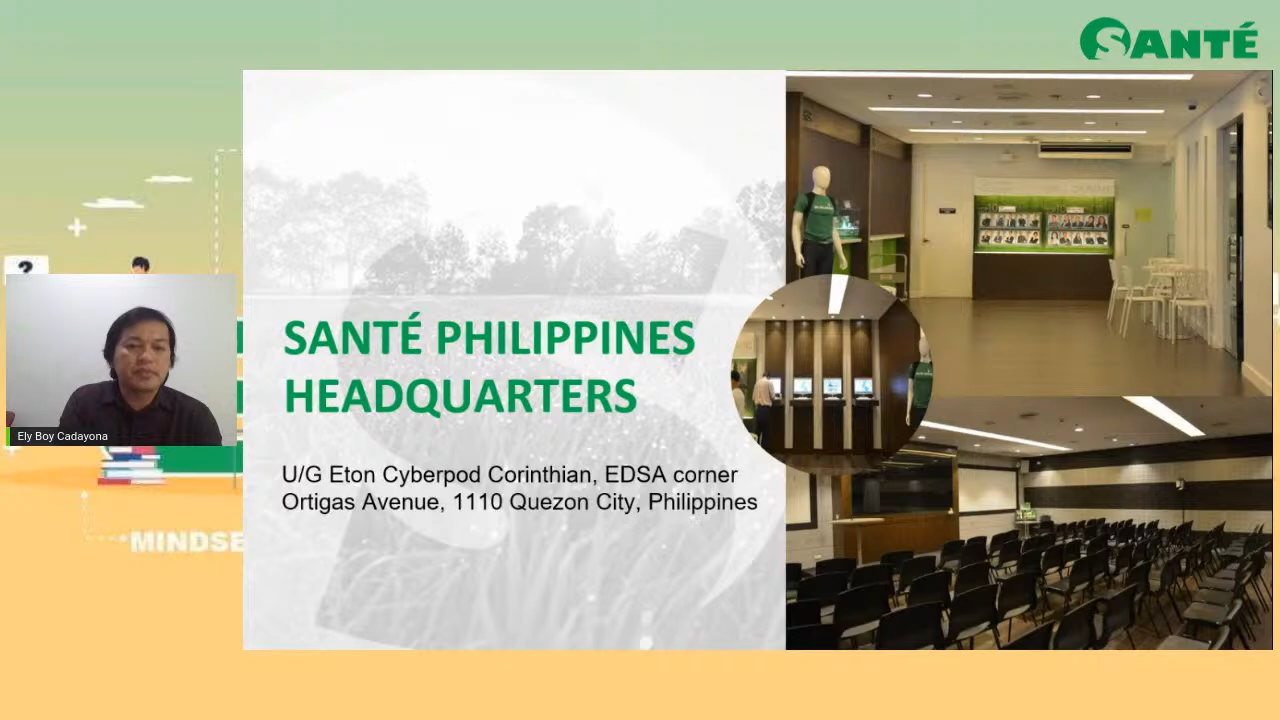 SANTÉ
?
SANTÉ PHILIPPINES
HEADQUARTERS
Ely Boy Cadayona
U/G Eton Cyberpod Corinthian, EDSA corner
Ortigas Avenue, 1110 Quezon City, Philippines
MINDSE